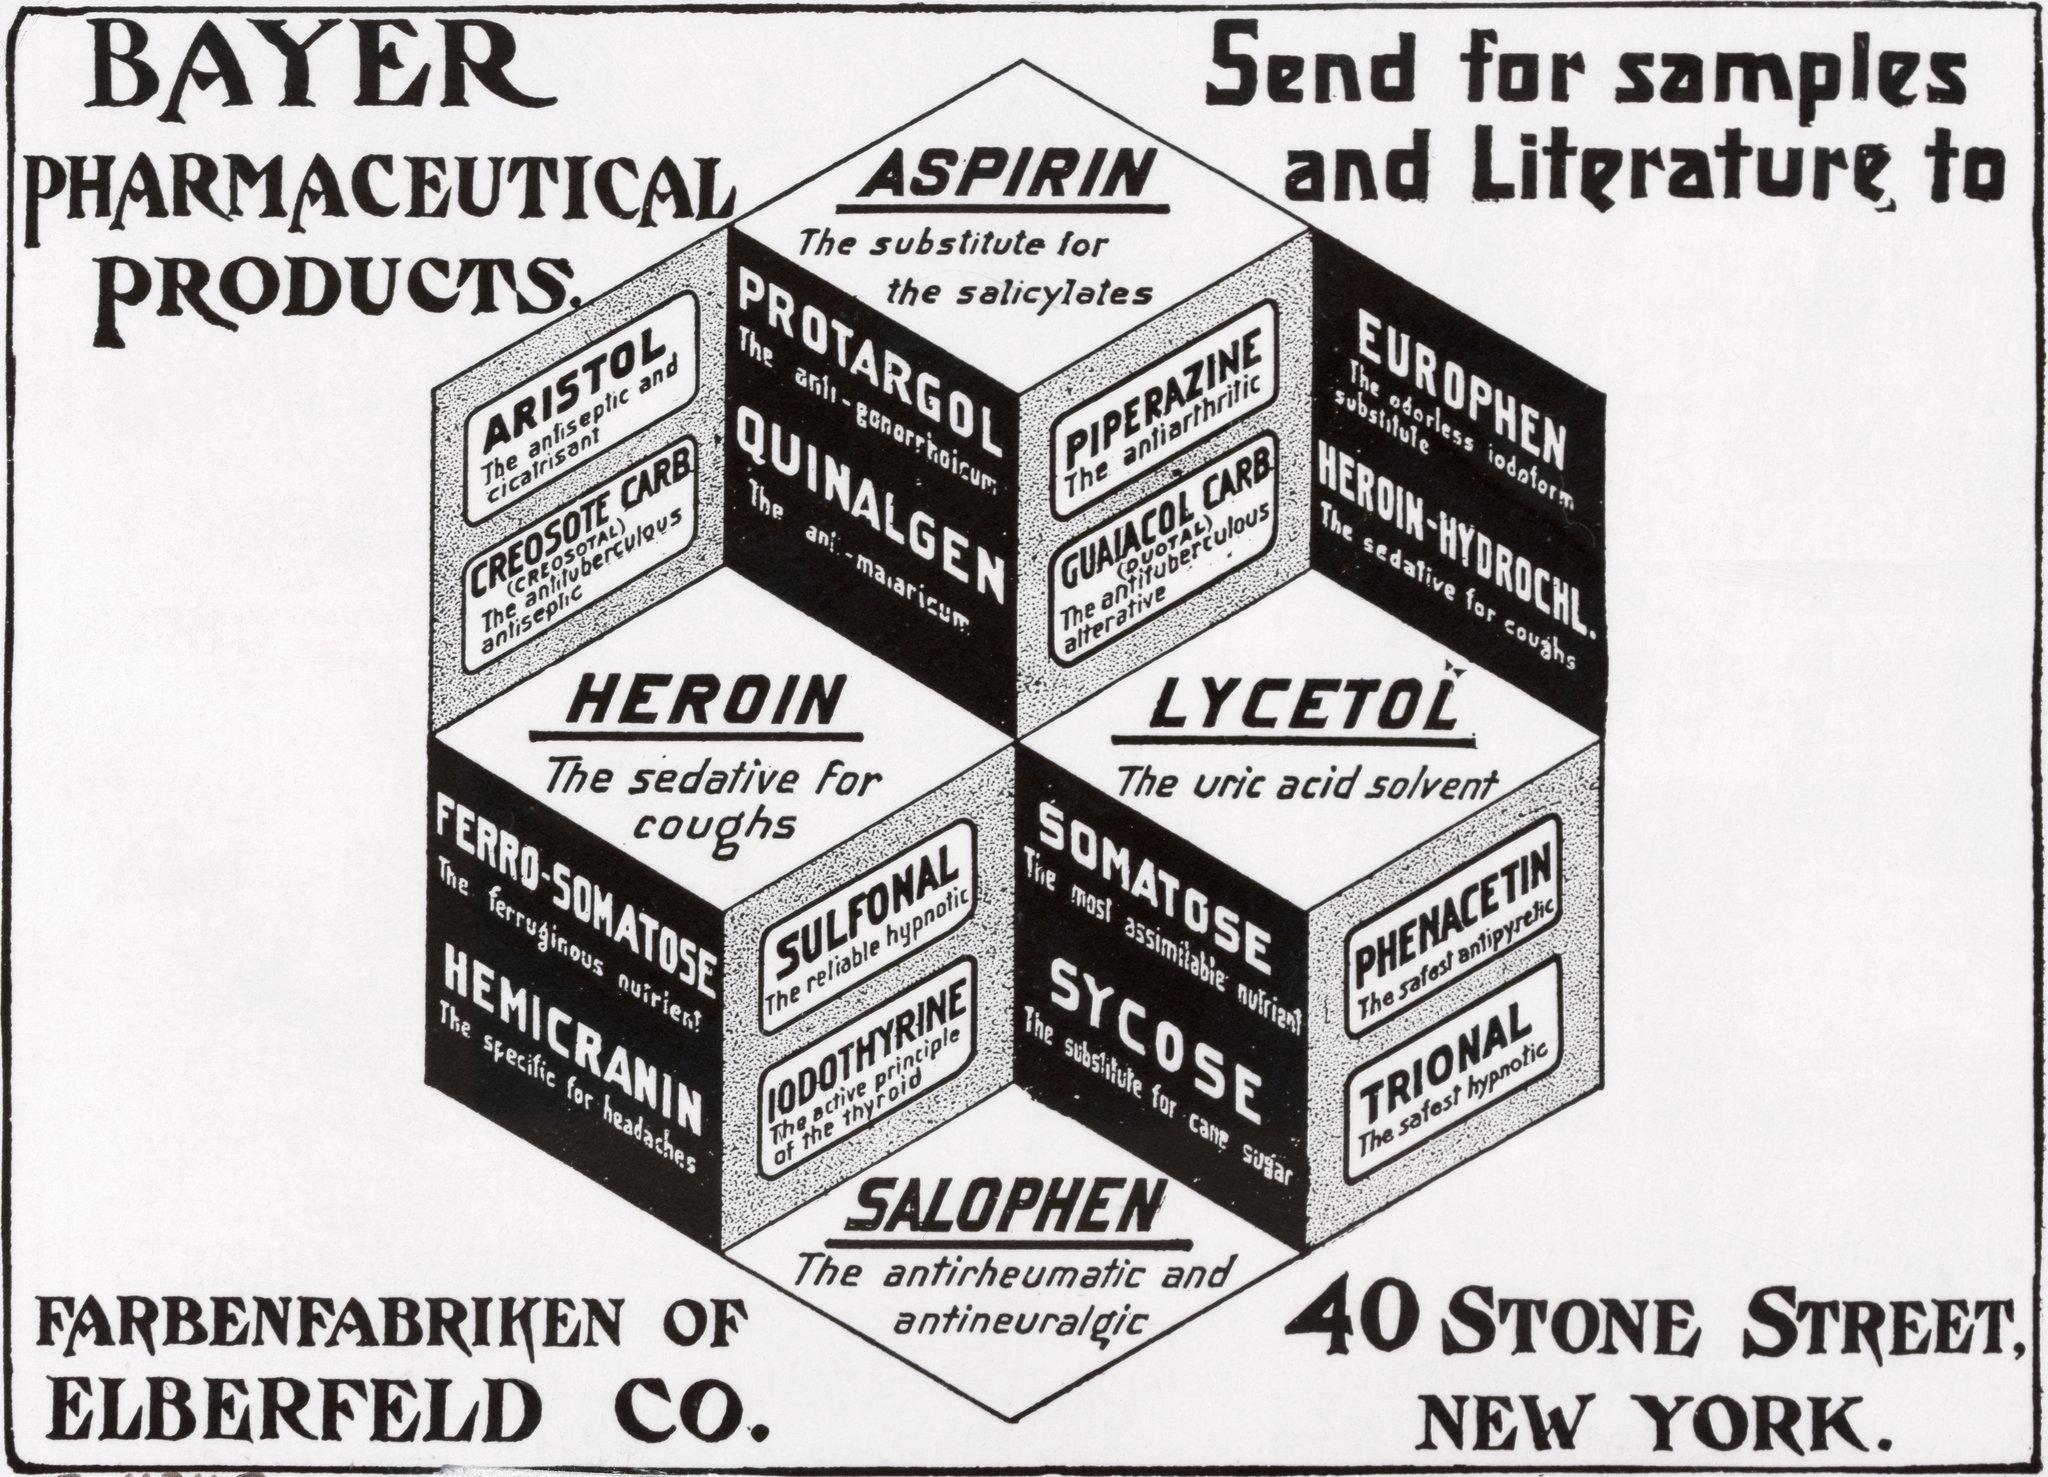 BAYER
PHARMACEUTICAL
PRODUCTS.
Send for samples
and Literature to
ASPIRIN
The substitute for
the salicylates
ARISTOL
The antiseptic and
cicatrisant
CREOSOTE CARB
(CREOSOTAL)
The antituberculous
antiseptic
PROTARGOL
The anti-gonorrhoicum
QUINALGEN
The anti-malaricum
PIPERAZINE
The antiarthritic
GUAIACOL CARB
(DUOTAL)
The antituberculous
alterative
EUROPHEN
The odorless iodoform
substitute
HEROIN-HYDROCHL.
The sedative for coughs
HEROIN
The sedative for
coughs
LYCETOL
The uric acid solvent
FERRO-SOMATOSE
The ferruginous nutrient
HEMICRANIN
The specific for headaches
SULFONAL
The reliable hypnotic
IODOTHYRINE
The active principle
of the thyroid
SOMATOSE
The most assimilable nutrient
SYCOSE
The substitute for cane sugar
PHENACETIN
The safest antipyretic
TRIONAL
The safest hypnotic
SALOPHEN
The antirheumatic and
antineuralgic
FARBENFABRIKEN OF
ELBERFELD CO.
40 STONE STREET,
NEW YORK.